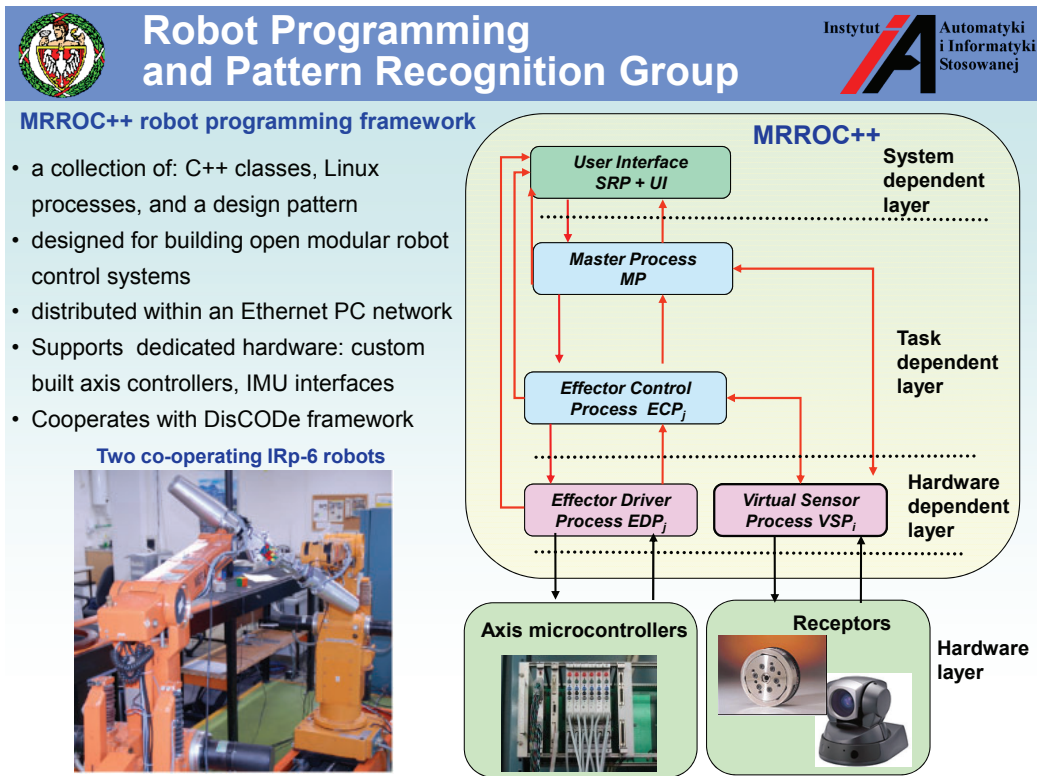 Robot Programming
and Pattern Recognition Group
Instytut
Automatyki
i Informatyki
Stosowanej
MRROC++ robot programming framework
• a collection of: C++ classes, Linux
processes, and a design pattern
• designed for building open modular robot
control systems
• distributed within an Ethernet PC network
• Supports dedicated hardware: custom
built axis controllers, IMU interfaces
• Cooperates with DisCODe framework
Two co-operating IRp-6 robots
MRROC++
User Interface
SRP + UI
System
dependent
layer
Master Process
MP
Task
dependent
layer
Effector Control
Process ECPj
Effector Driver
Process EDPj
Virtual Sensor
Process VSPi
Hardware
dependent
layer
Axis microcontrollers
Receptors
Hardware
layer